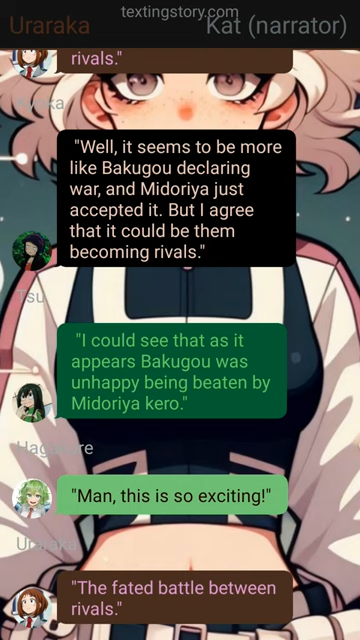 textingstory.com
Uraraka
Kat (narrator)
rivals."
Kyoka
"Well, it seems to be more
like Bakugou declaring
war, and Midoriya just
accepted it. But I agree
that it could be them
becoming rivals."
Tsu
"I could see that as it
appears Bakugou was
unhappy being beaten by
Midoriya kero."
Hagakure
"Man, this is so exciting!"
Uraraka
"The fated battle between
rivals."